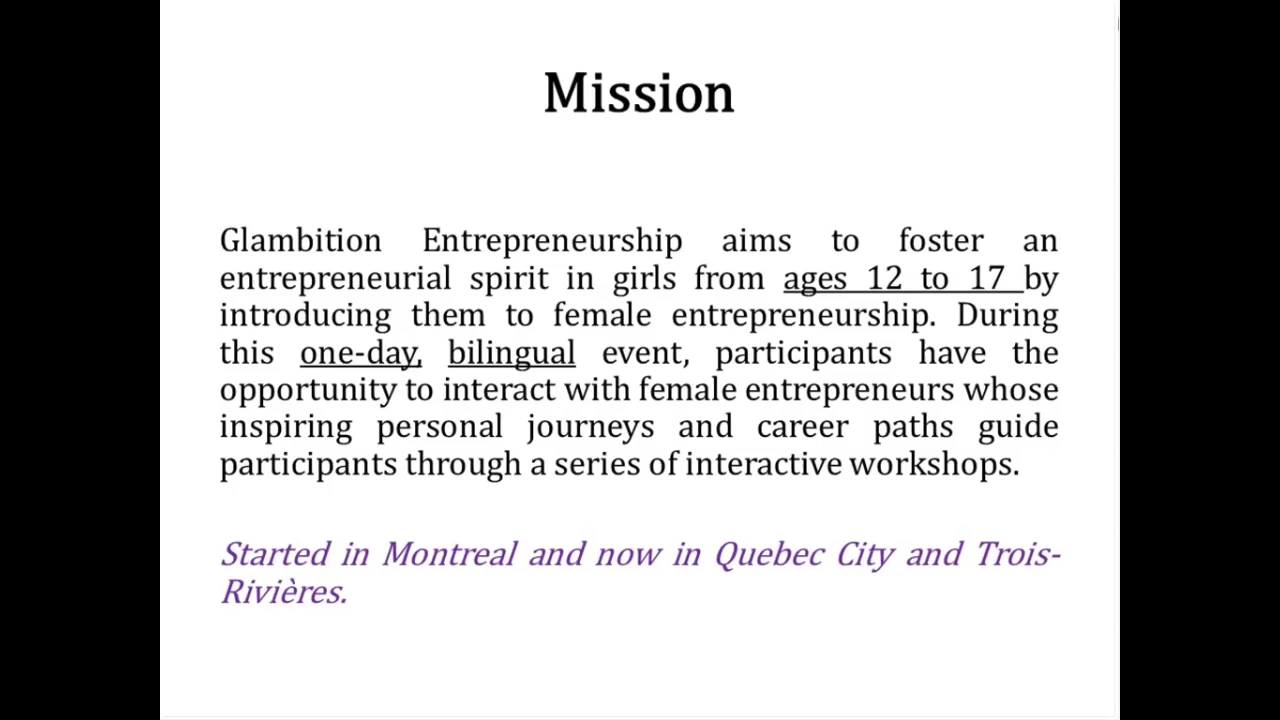 Mission
Glambition Entrepreneurship aims to foster an
entrepreneurial spirit in girls from ages 12 to 17 by
introducing them to female entrepreneurship. During
this one-day, bilingual event, participants have the
opportunity to interact with female entrepreneurs whose
inspiring personal journeys and career paths guide
participants through a series of interactive workshops.
Started in Montreal and now in Quebec City and Trois-
Rivières.